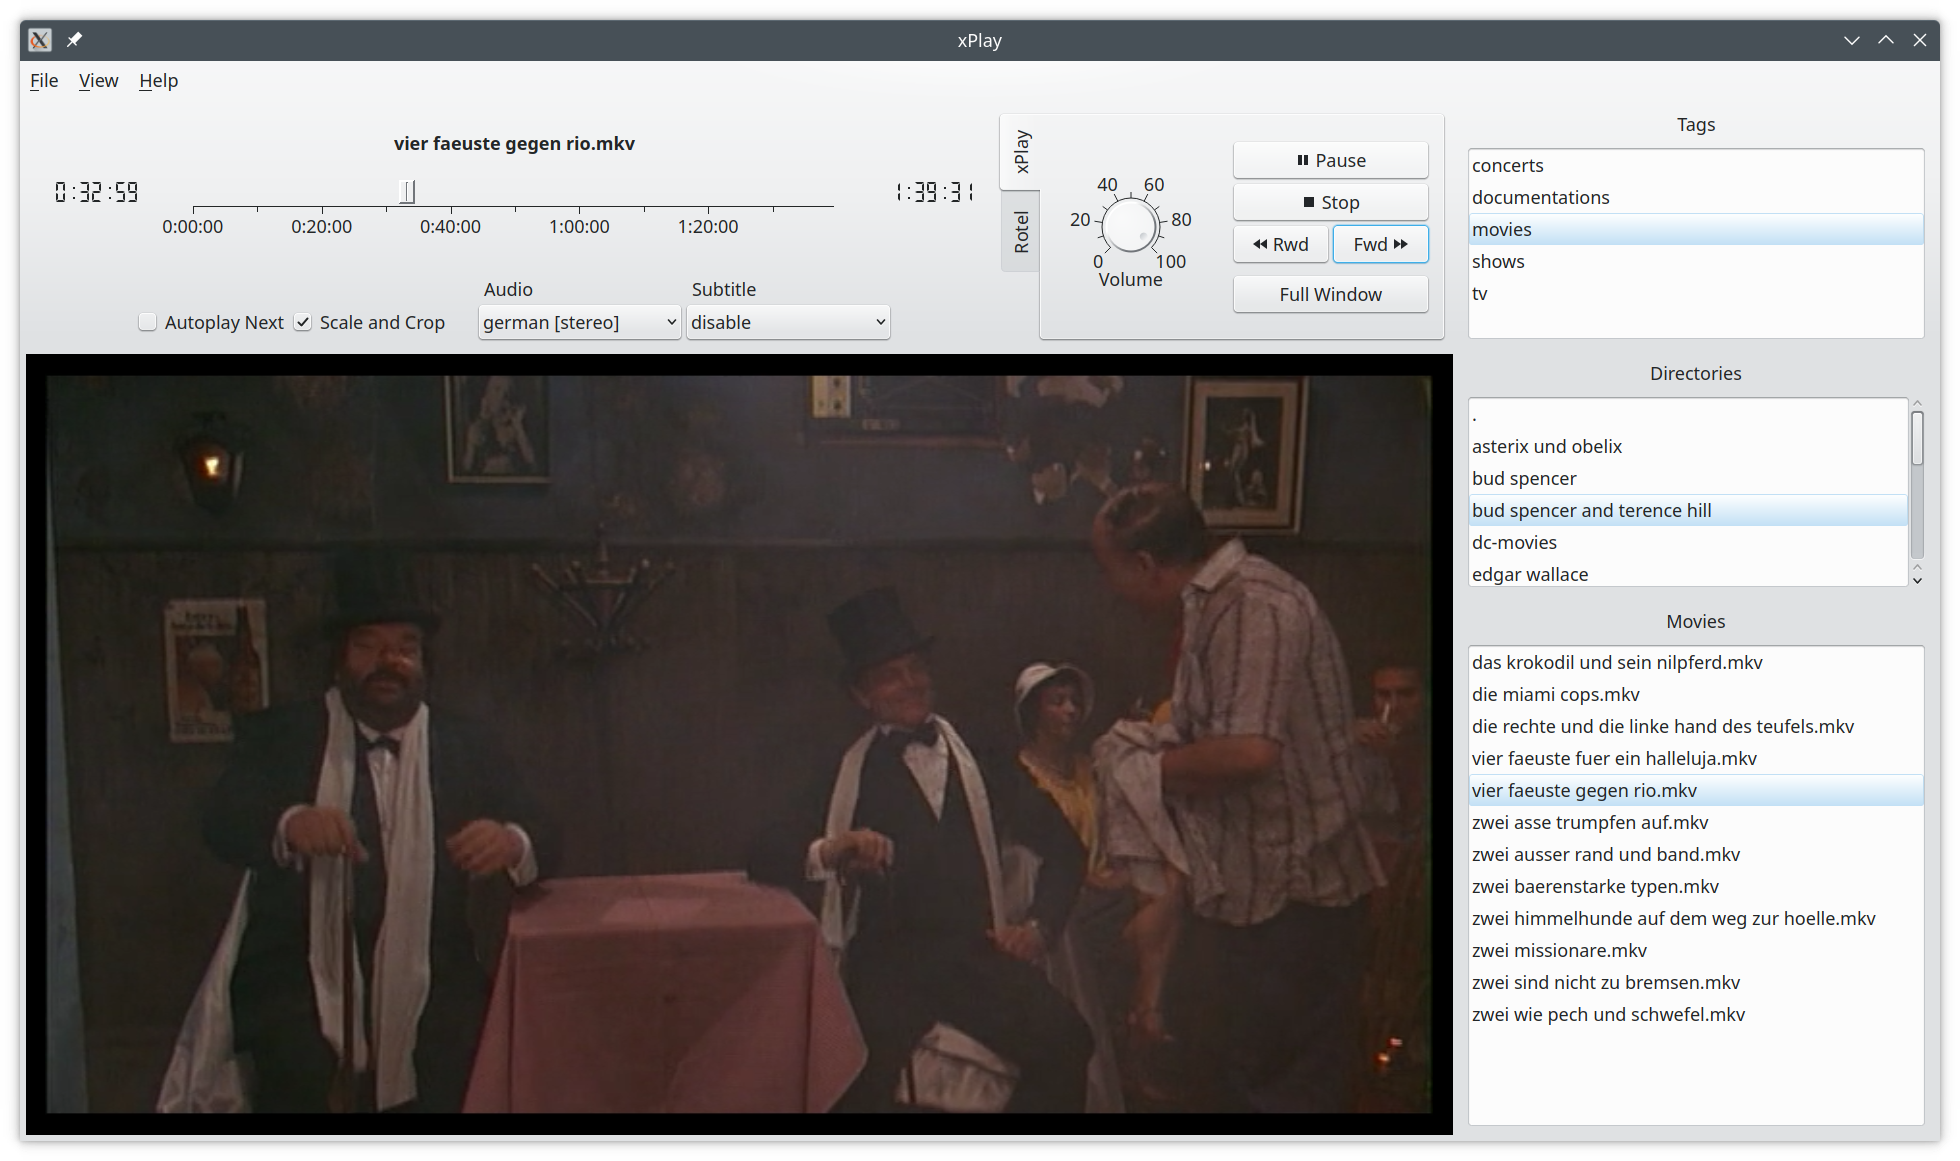 xPlay
File View Help
vier faeuste gegen rio.mkv
0:32:59
1:39:31
0:00:00 0:20:00 0:40:00 1:00:00 1:20:00
Autoplay Next
Scale and Crop
Audio
german [stereo]
Subtitle
disable
xPlay
Rotel
0 20 40 60 80 100
Volume
Pause
Stop
Rwd Fwd
Full Window
Tags
concerts
documentations
movies
shows
tv
Directories
.
asterix und obelix
bud spencer
bud spencer and terence hill
dc-movies
edgar wallace
Movies
das krokodil und sein nilpferd.mkv
die miami cops.mkv
die rechte und die linke hand des teufels.mkv
vier faeuste fuer ein halleluja.mkv
vier faeuste gegen rio.mkv
zwei asse trumpfen auf.mkv
zwei ausser rand und band.mkv
zwei baerenstarke typen.mkv
zwei himmelhunde auf dem weg zur hoelle.mkv
zwei missionare.mkv
zwei sind nicht zu bremsen.mkv
zwei wie pech und schwefel.mkv